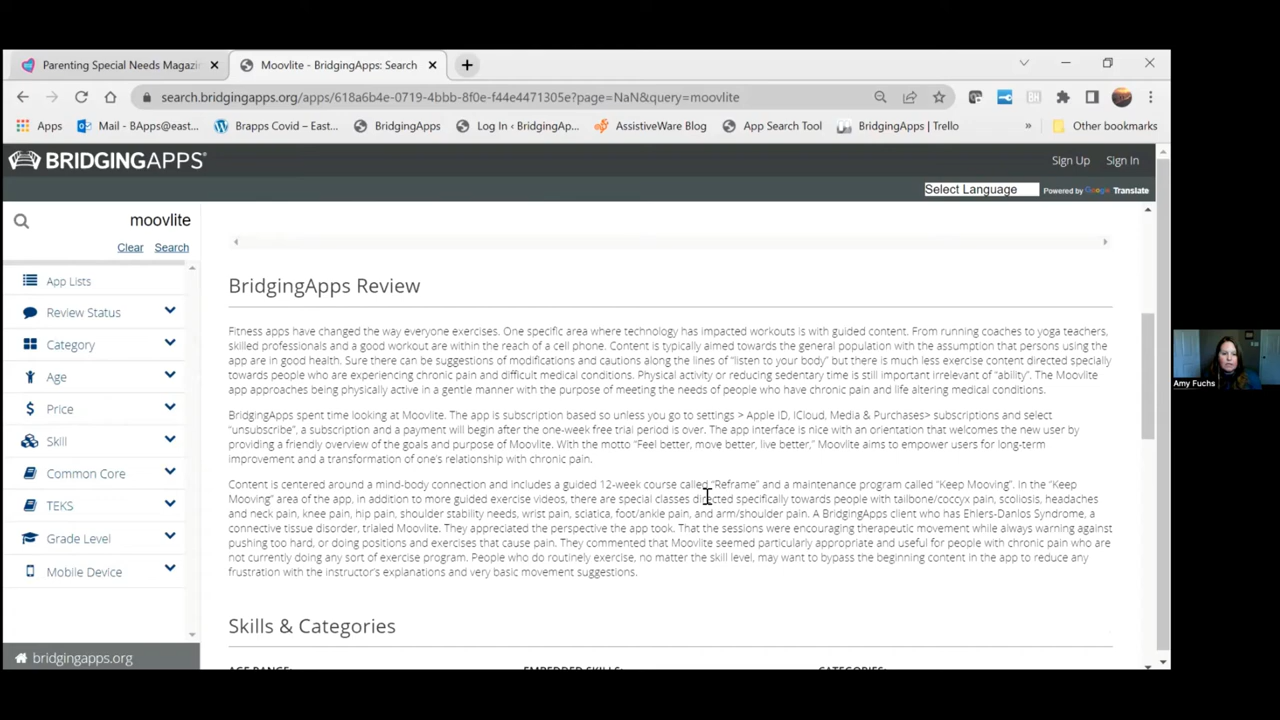 Parenting Special Needs Magazi
Moovlite - BridgingApps: Search
search.bridgingapps.org/apps/618a6b4e-0719-4bbb-8f0e-f44e4471305e?page=NaN&query=moovlite
Apps
Mail - BApps@east...
Brapps Covid – East...
BridgingApps
Log In ‹ BridgingAp...
AssistiveWare Blog
App Search Tool
BridgingApps | Trello
»
Other bookmarks
BRIDGINGAPPS®
Sign Up
Sign In
Select Language
Powered by Google Translate
moovlite
Clear
Search
App Lists
Review Status
Category
Age
Price
Skill
Common Core
TEKS
Grade Level
Mobile Device
bridgingapps.org
BridgingApps Review
Fitness apps have changed the way everyone exercises. One specific area where technology has impacted workouts is with guided content. From running coaches to yoga teachers,
skilled professionals and a good workout are within the reach of a cell phone. Content is typically aimed towards the general population with the assumption that persons using the
app are in good health. Sure there can be suggestions of modifications and cautions along the lines of “listen to your body” but there is much less exercise content directed specially
towards people who are experiencing chronic pain and difficult medical conditions. Physical activity or reducing sedentary time is still important irrelevant of “ability”. The Moovlite
app approaches being physically active in a gentle manner with the purpose of meeting the needs of people who have chronic pain and life altering medical conditions.
BridgingApps spent time looking at Moovlite. The app is subscription based so unless you go to settings > Apple ID, ICloud, Media & Purchases> subscriptions and select
“unsubscribe”, a subscription and a payment will begin after the one-week free trial period is over. The app interface is nice with an orientation that welcomes the new user by
providing a friendly overview of the goals and purpose of Moovlite. With the motto “Feel better, move better, live better,” Moovlite aims to empower users for long-term
improvement and a transformation of one’s relationship with chronic pain.
Content is centered around a mind-body connection and includes a guided 12-week course called “Reframe” and a maintenance program called “Keep Mooving”. In the “Keep
Mooving” area of the app, in addition to more guided exercise videos, there are special classes directed specifically towards people with tailbone/coccyx pain, scoliosis, headaches
and neck pain, knee pain, hip pain, shoulder stability needs, wrist pain, sciatica, foot/ankle pain, and arm/shoulder pain. A BridgingApps client who has Ehlers-Danlos Syndrome, a
connective tissue disorder, trialed Moovlite. They appreciated the perspective the app took. That the sessions were encouraging therapeutic movement while always warning against
pushing too hard, or doing positions and exercises that cause pain. They commented that Moovlite seemed particularly appropriate and useful for people with chronic pain who are
not currently doing any sort of exercise program. People who do routinely exercise, no matter the skill level, may want to bypass the beginning content in the app to reduce any
frustration with the instructor’s explanations and very basic movement suggestions.
Skills & Categories
AGE RANGE:
EMBEDDED SKILLS:
CATEGORIES:
Amy Fuchs